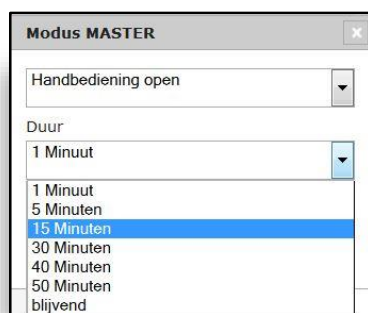 Modus MASTER
Handbediening open
Duur
1 Minuut
1 Minuut
5 Minuten
15 Minuten
30 Minuten
40 Minuten
50 Minuten
blijvend